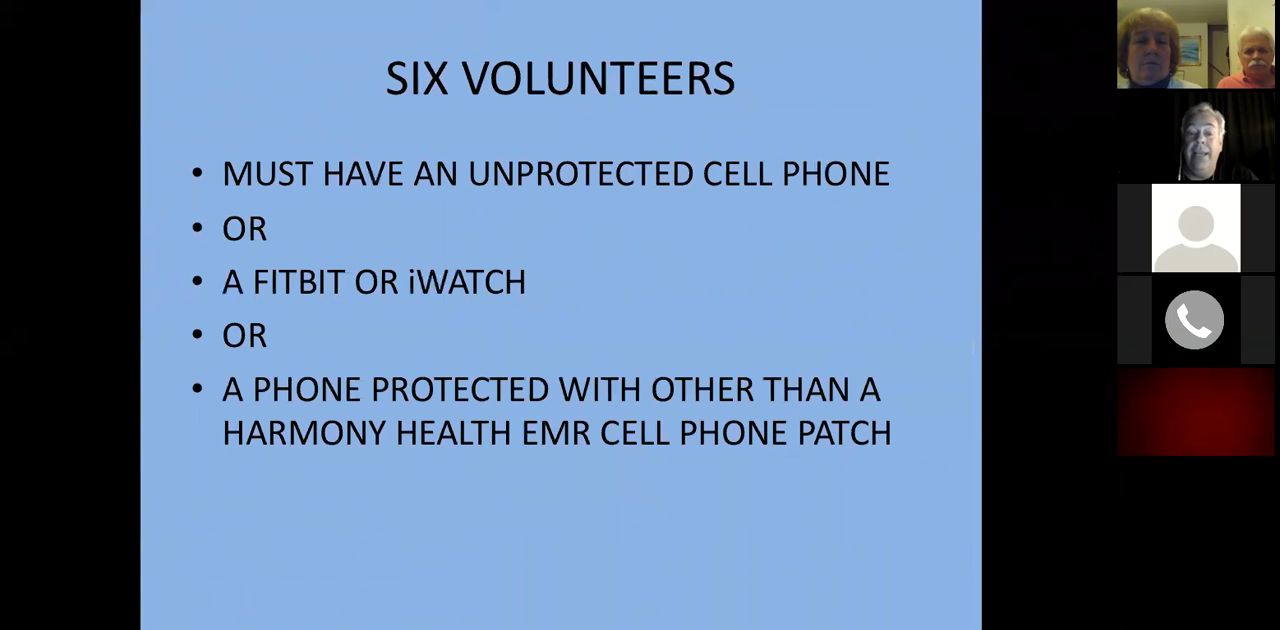 SIX VOLUNTEERS
• MUST HAVE AN UNPROTECTED CELL PHONE
• OR
• A FITBIT OR iWATCH
• OR
• A PHONE PROTECTED WITH OTHER THAN A
HARMONY HEALTH EMR CELL PHONE PATCH